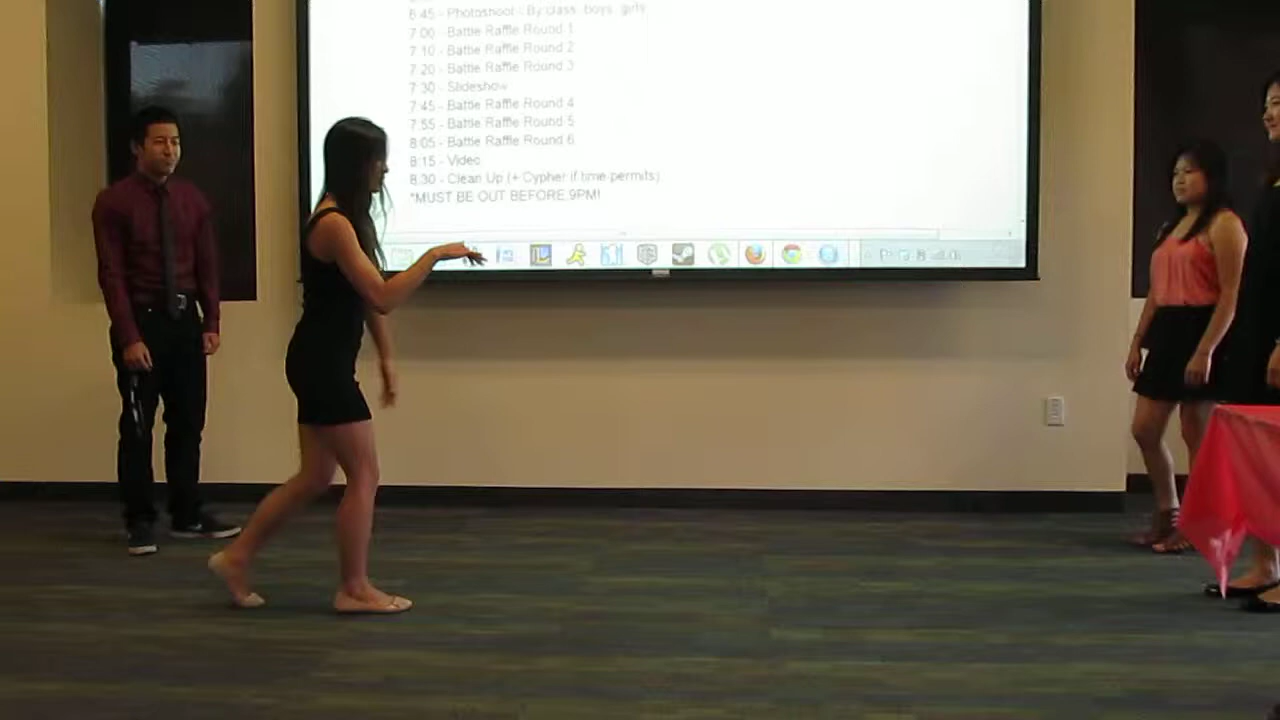 6:45 - Photoshoot - By class boys girls
7:00 - Battle Raffle Round 1
7:10 - Battle Raffle Round 2
7:20 - Battle Raffle Round 3
7:30 - Slideshow
7:45 - Battle Raffle Round 4
7:55 - Battle Raffle Round 5
8:05 - Battle Raffle Round 6
8:15 - Video
8:30 - Clean Up (+ Cypher if time permits)
*MUST BE OUT BEFORE 9PM!